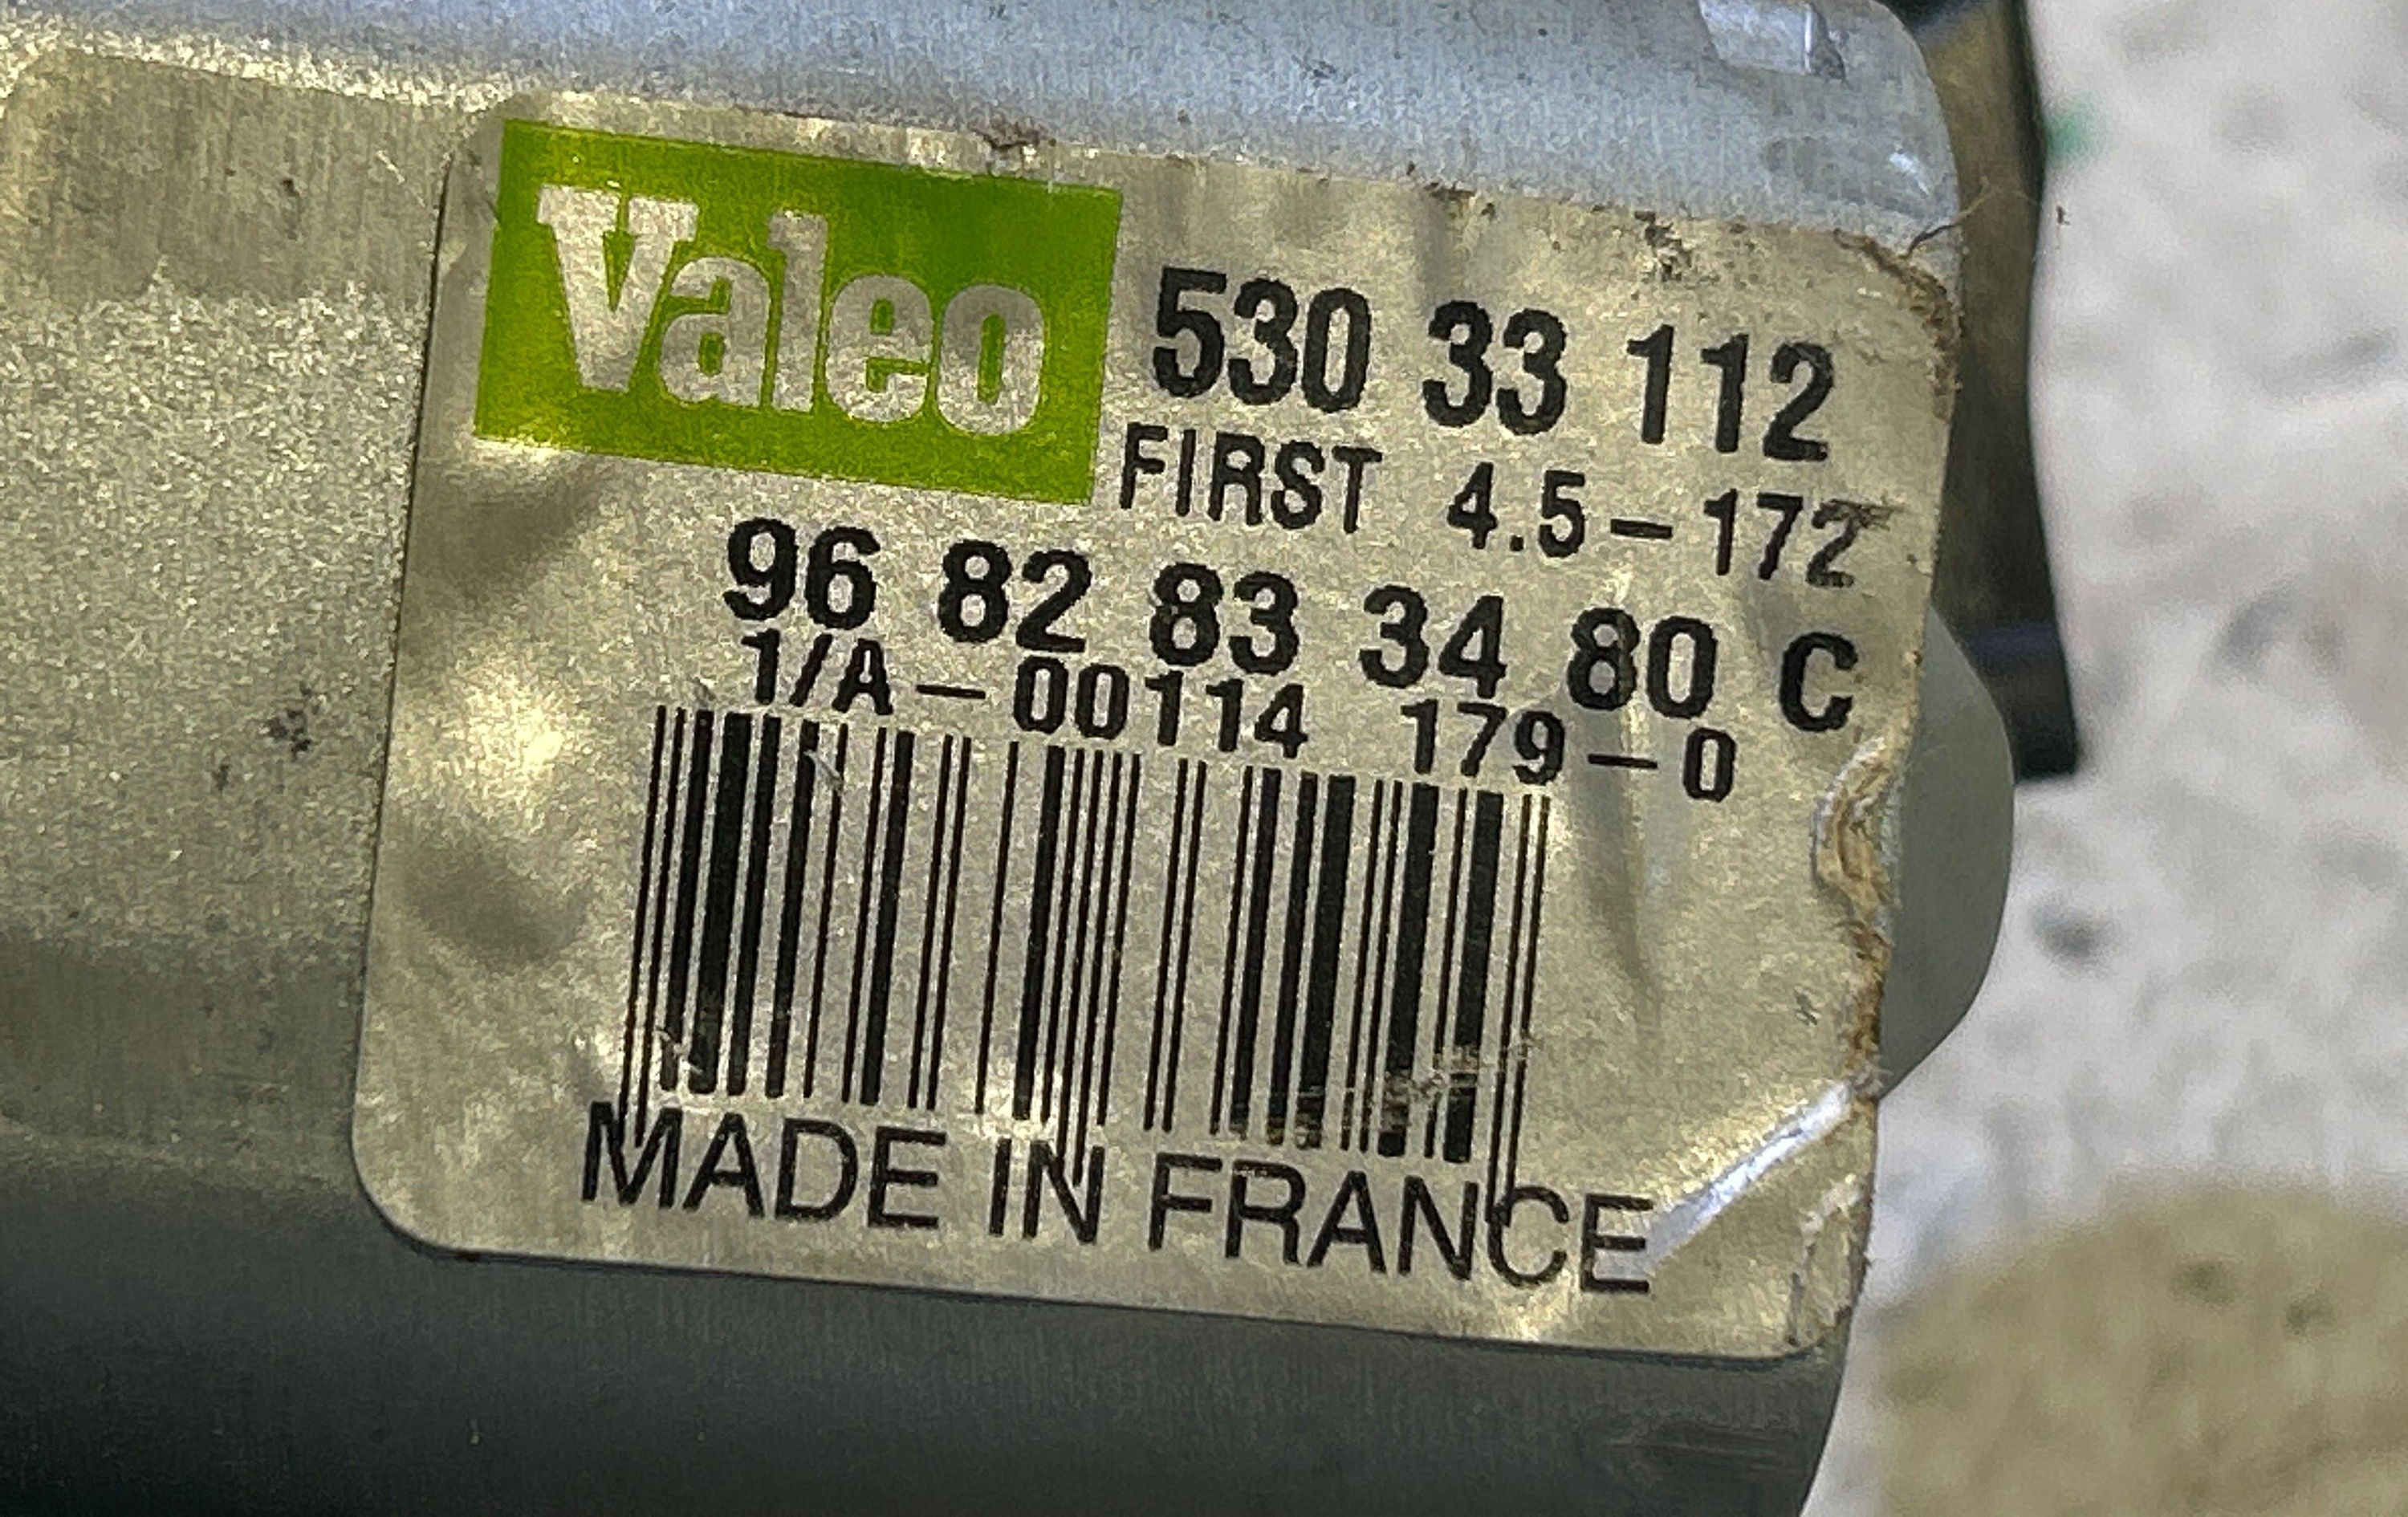 Valeo
530 33 112
FIRST 4.5-172
96 82 83 34 80 C
1/A-00114 179-0
MADE IN FRANCE